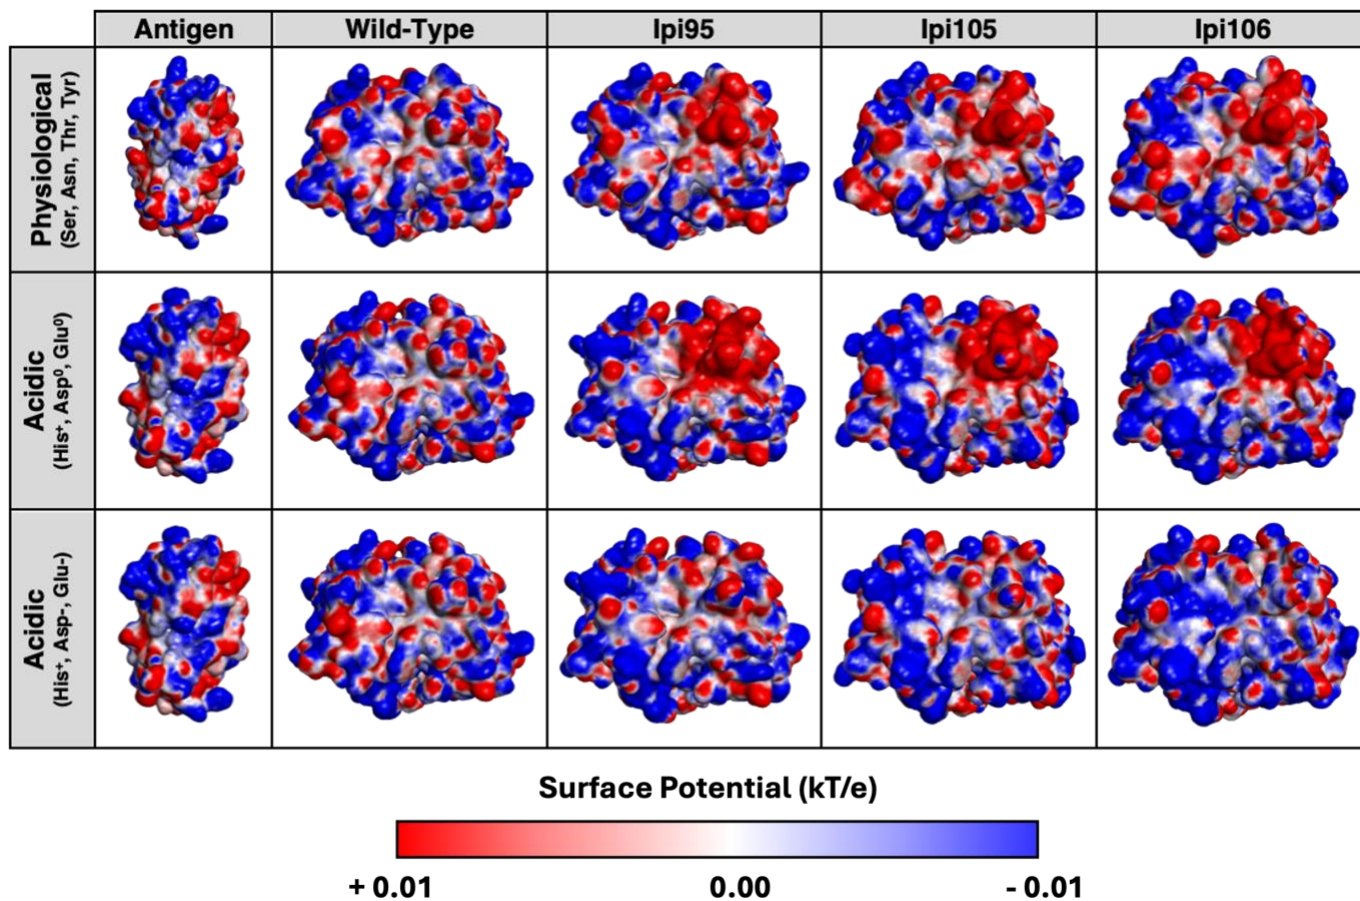 Antigen
Wild-Type
Ipi95
Ipi105
Ipi106
Physiological
(Ser, Asn, Thr, Tyr)
Acidic
(His⁺, Asp⁰, Glu⁰)
Acidic
(His⁺, Asp-, Glu-)
Surface Potential (kT/e)
+ 0.01
0.00
- 0.01